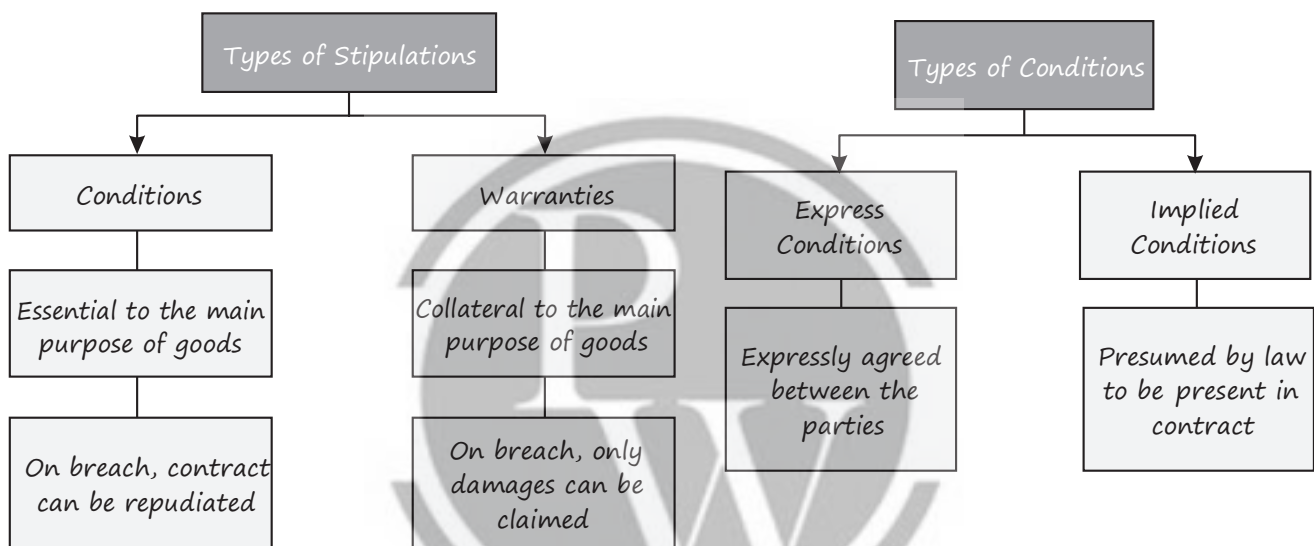 Types of Stipulations
Conditions
Essential to the main
purpose of goods
On breach, contract
can be repudiated
Warranties
Collateral to the main
purpose of goods
On breach, only
damages can be
claimed
Types of Conditions
Express
Conditions
Expressly agreed
between the
parties
Implied
Conditions
Presumed by law
to be present in
contract
PW